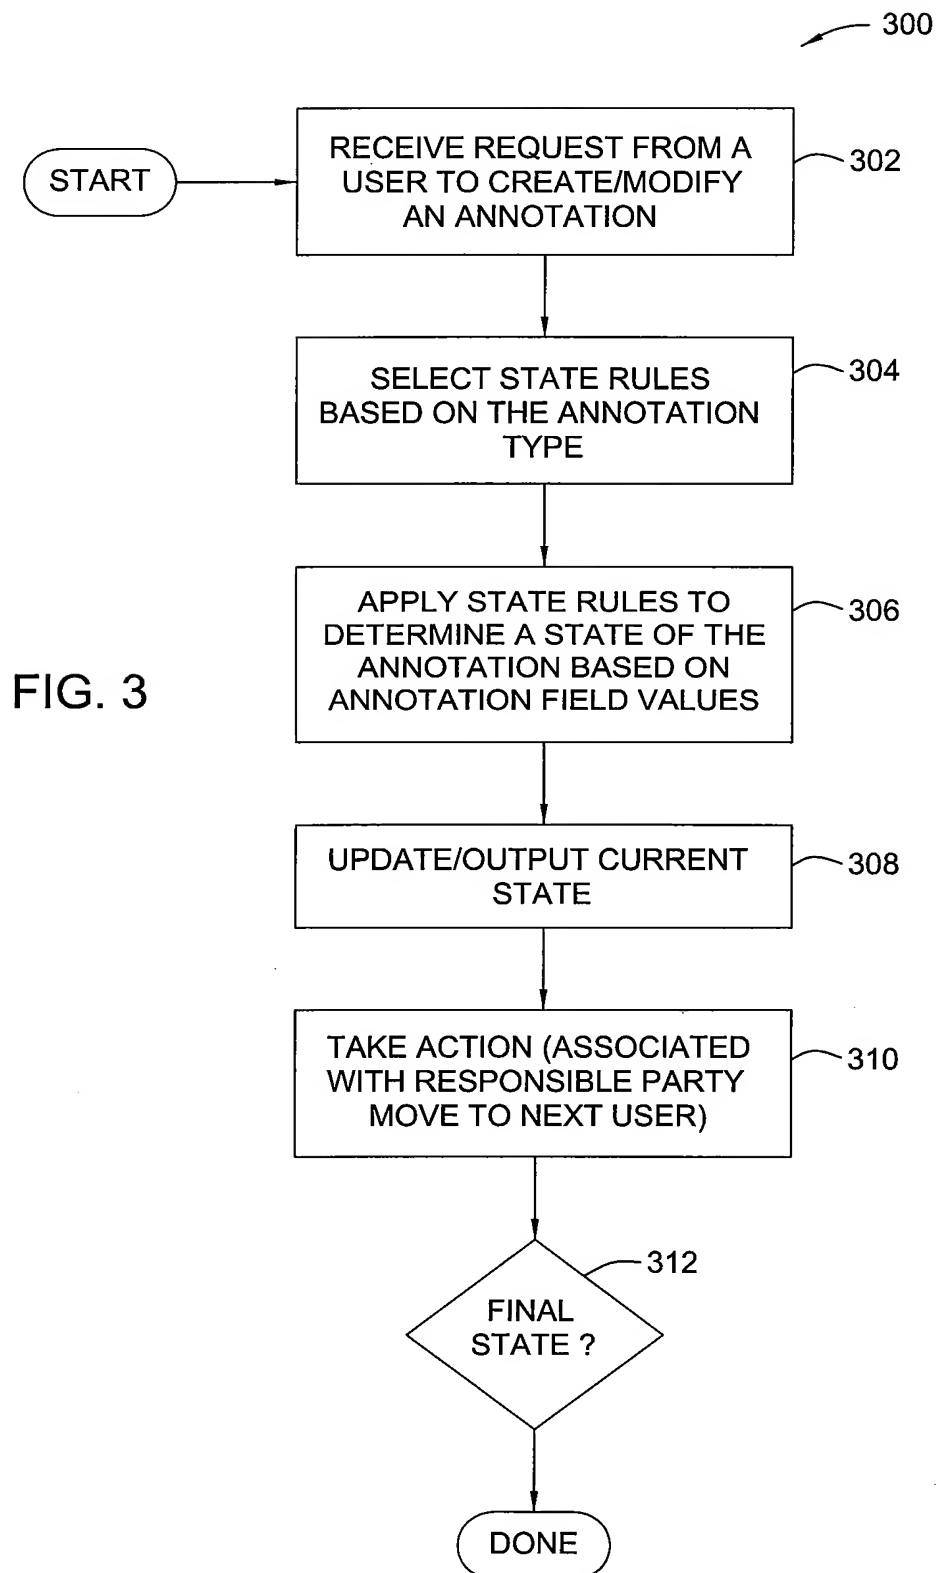 300
START
RECEIVE REQUEST FROM A
USER TO CREATE/MODIFY
AN ANNOTATION
302
SELECT STATE RULES
BASED ON THE ANNOTATION
TYPE
304
APPLY STATE RULES TO
DETERMINE A STATE OF THE
ANNOTATION BASED ON
ANNOTATION FIELD VALUES
306
FIG. 3
UPDATE/OUTPUT CURRENT
STATE
308
TAKE ACTION (ASSOCIATED
WITH RESPONSIBLE PARTY
MOVE TO NEXT USER)
310
312
FINAL
STATE ?
DONE